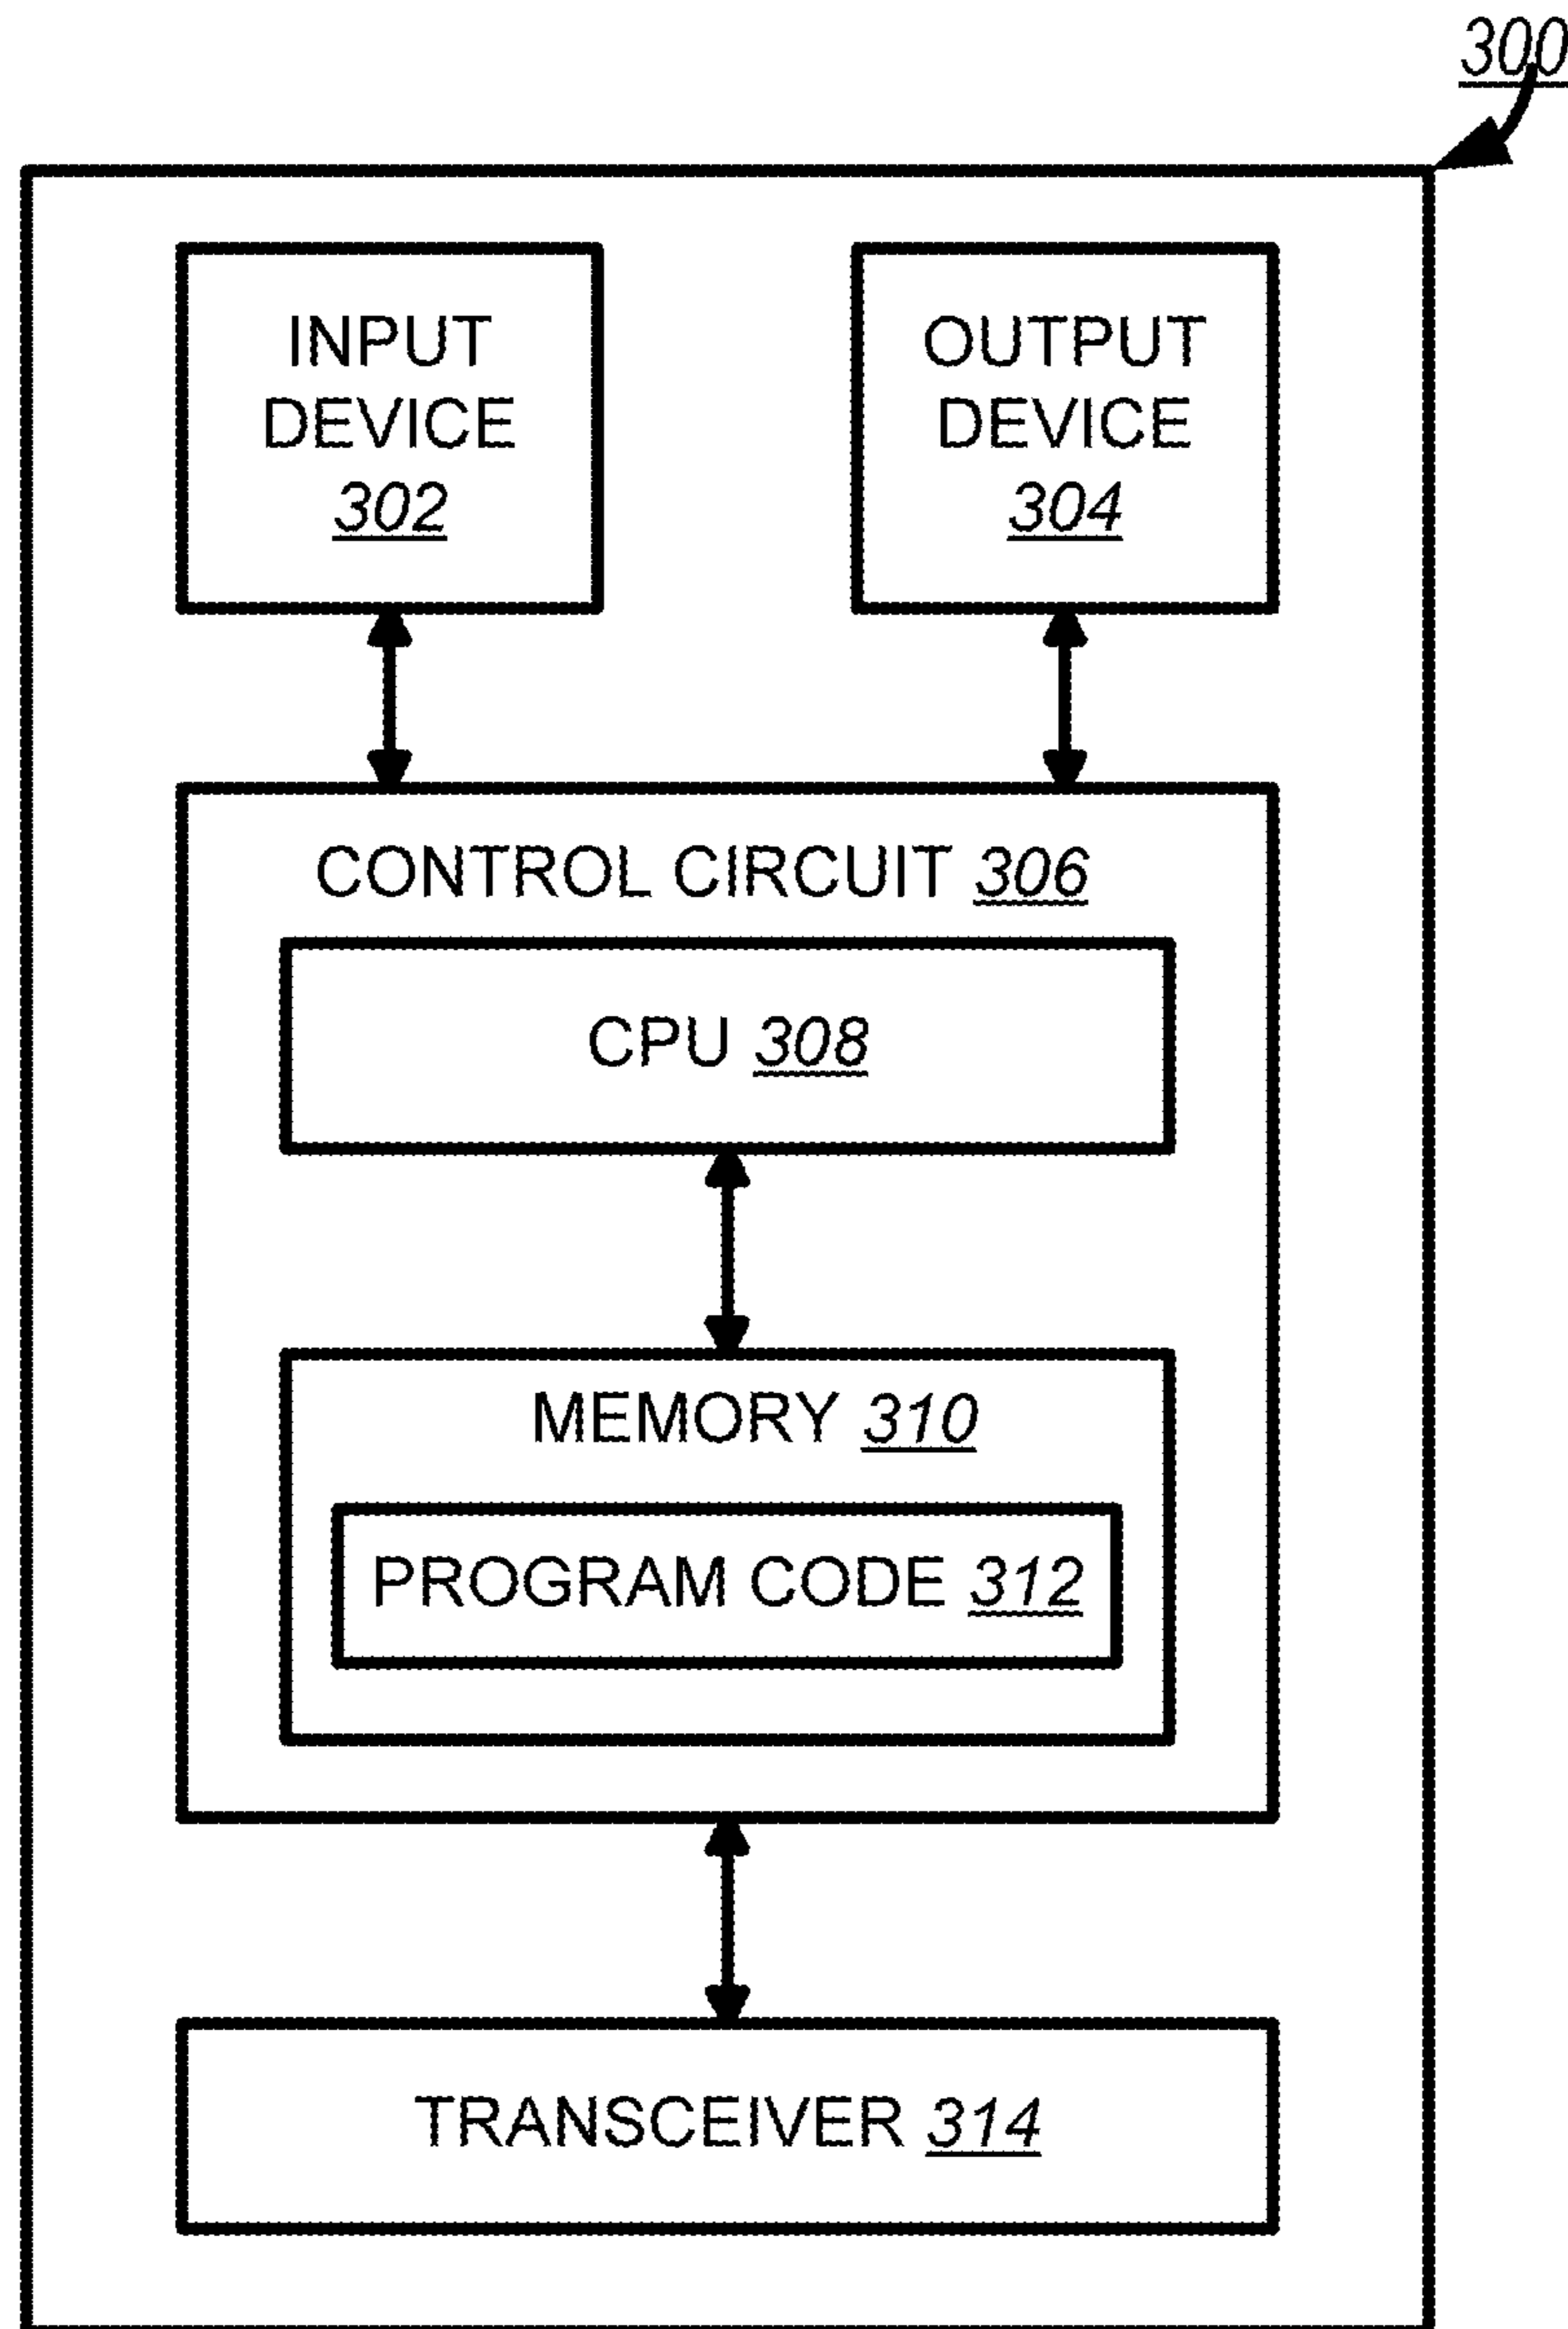 300
INPUT
DEVICE
302
OUTPUT
DEVICE
304
CONTROL CIRCUIT 306
CPU 308
MEMORY 310
PROGRAM CODE 312
TRANSCEIVER 314